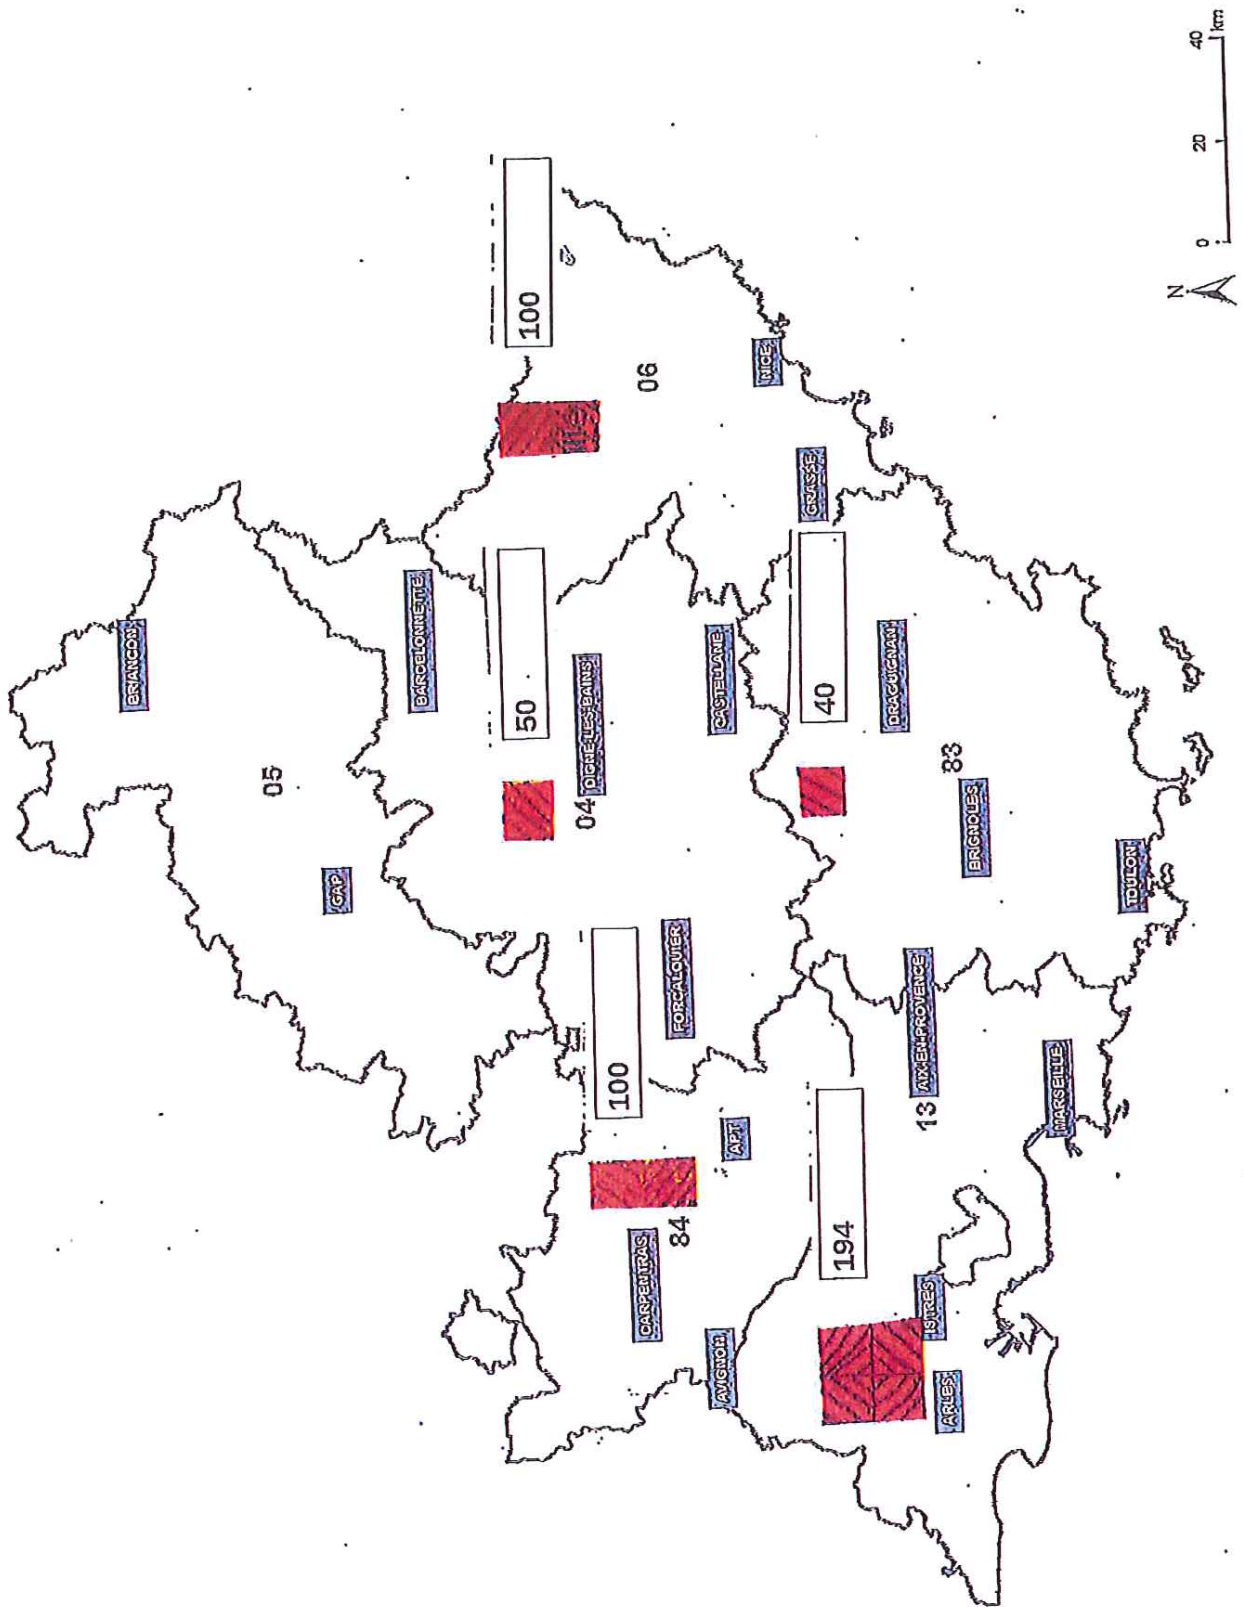 BRIANCON
05
GAP
BARCELONNETTE
100
50
DIGNE-LES-BAINS
04
06
100
FORCALQUIER
CASTELLANE
NICE
APT
84
CARPENTRAS
AVIGNON
GRASSE
40
DRAGUIGNAN
83
BRIGNOLES
TOULON
194
13
AIX-EN-PROVENCE
MARSEILLE
ISTRES
ARLES
N
0 20 40
km